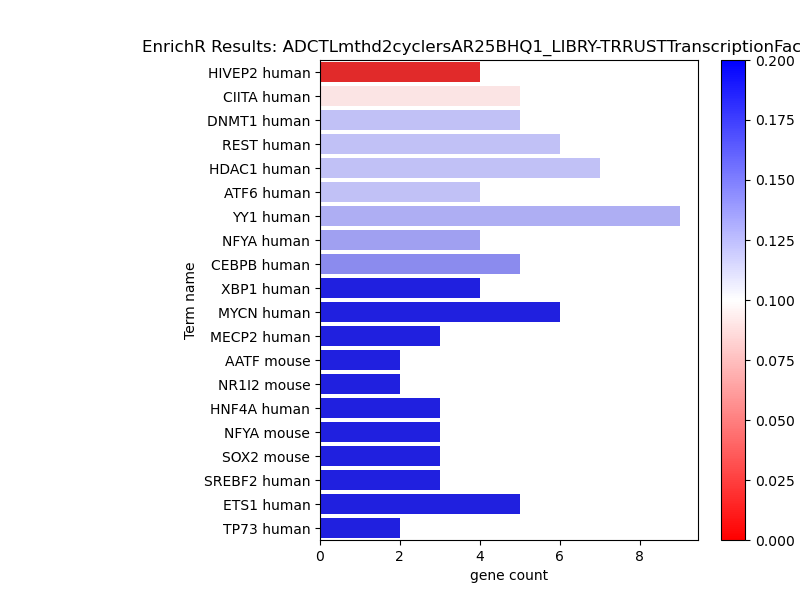 EnrichR Results: ADCTLmthd2cyclersAR25BHQ1_LIBRY-TRRUSTTranscriptionFac
HIVEP2 human
CIITA human
DNMT1 human
REST human
HDAC1 human
ATF6 human
YY1 human
NFYA human
CEBPB human
XBP1 human
MYCN human
MECP2 human
AATF mouse
NR1I2 mouse
HNF4A human
NFYA mouse
SOX2 mouse
SREBF2 human
ETS1 human
TP73 human
Term name
0 2 4 6 8
gene count
0.200
0.175
0.150
0.125
0.100
0.075
0.050
0.025
0.000